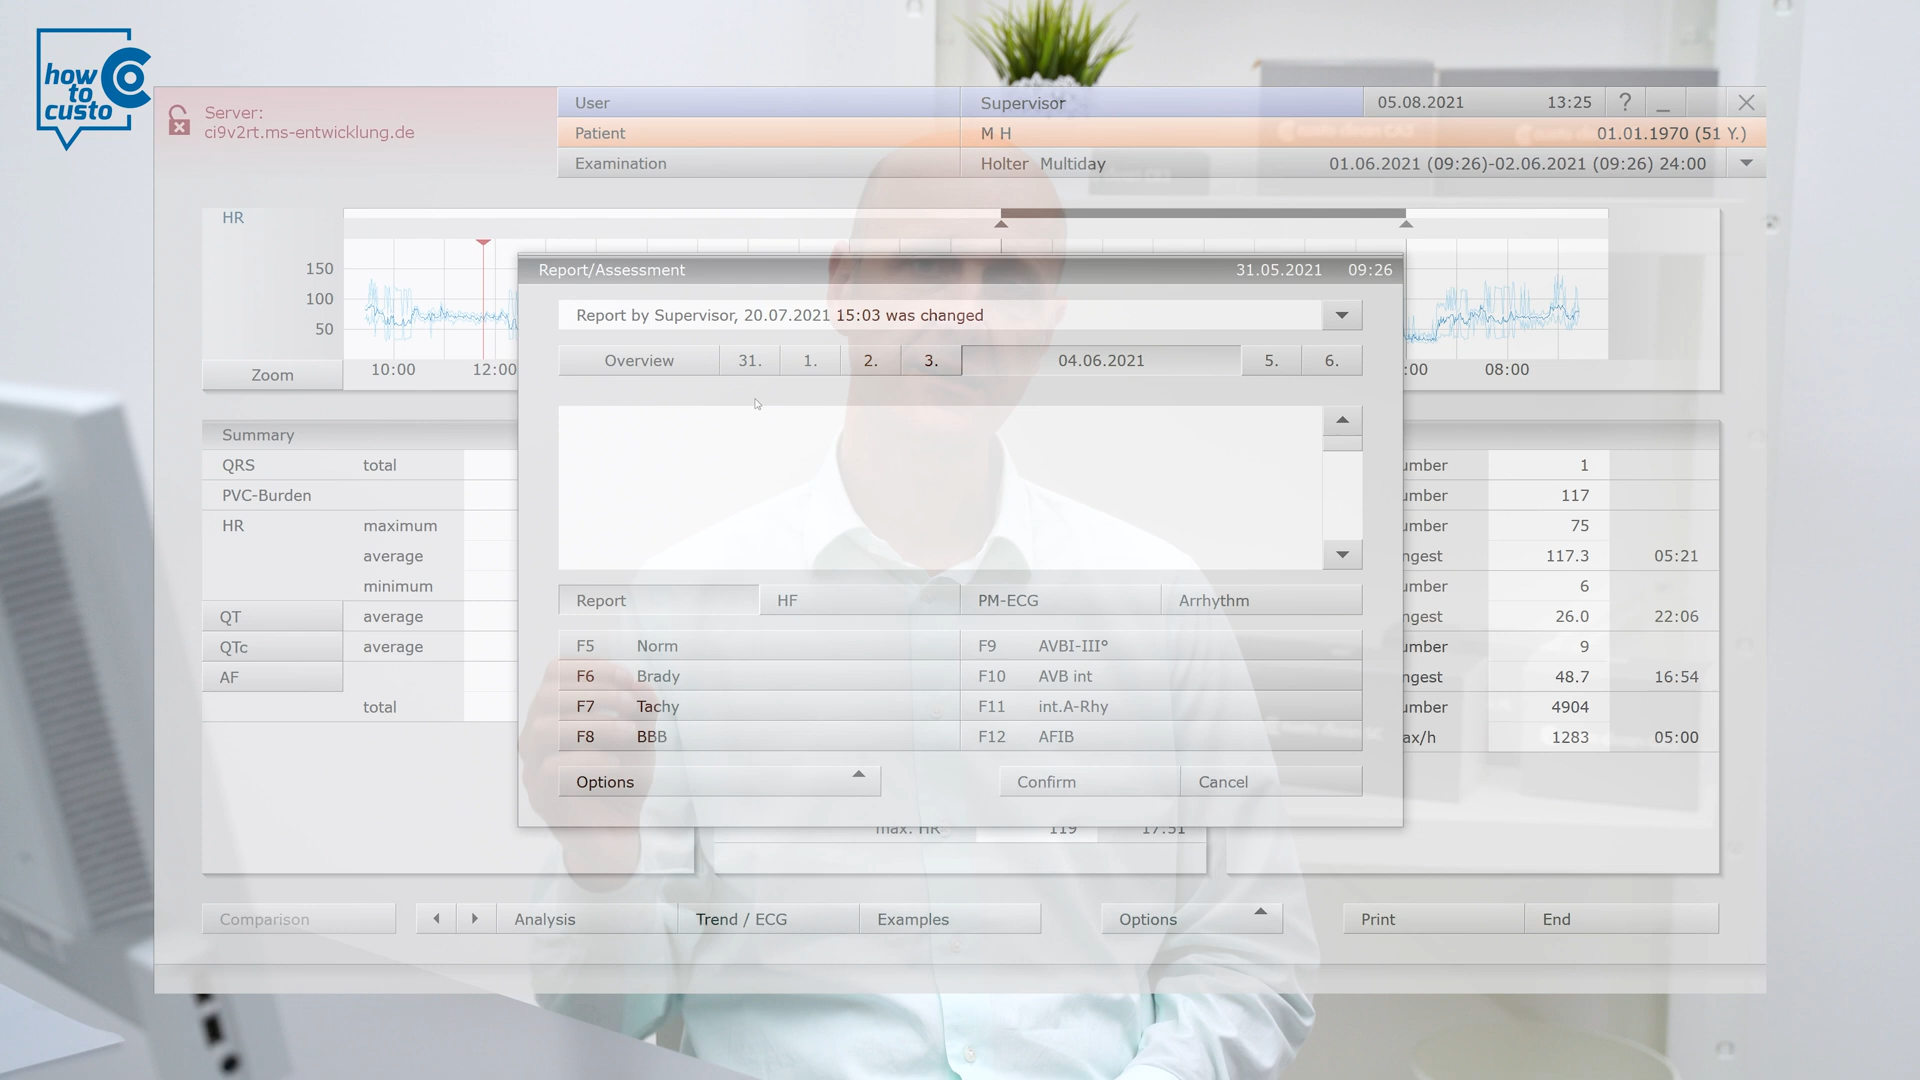 how
to
custo
Server:
ci9v2rt.ms-entwicklung.de
User Supervisor 05.08.2021 13:25 ? _
Patient M H 01.01.1970 (51 Y.)
Examination Holter Multiday 01.06.2021 (09:26)-02.06.2021 (09:26) 24:00
HR
150
100
50
10:00 12:00 :00 08:00
Zoom
Report/Assessment 31.05.2021 09:26
Report by Supervisor, 20.07.2021 15:03 was changed
Overview 31. 1. 2. 3. 04.06.2021 5. 6.
Report HF PM-ECG Arrhythm
F5 Norm F9 AVBI-III°
F6 Brady F10 AVB int
F7 Tachy F11 int.A-Rhy
F8 BBB F12 AFIB
Options Confirm Cancel
Summary
QRS total umber 1
PVC-Burden umber 117
HR maximum umber 75
average ngest 117.3 05:21
minimum umber 6
QT average ngest 26.0 22:06
QTc average umber 9
AF ngest 48.7 16:54
total umber 4904
ax/h 1283 05:00
max. HR 119 17:51
Comparison Analysis Trend / ECG Examples Options Print End